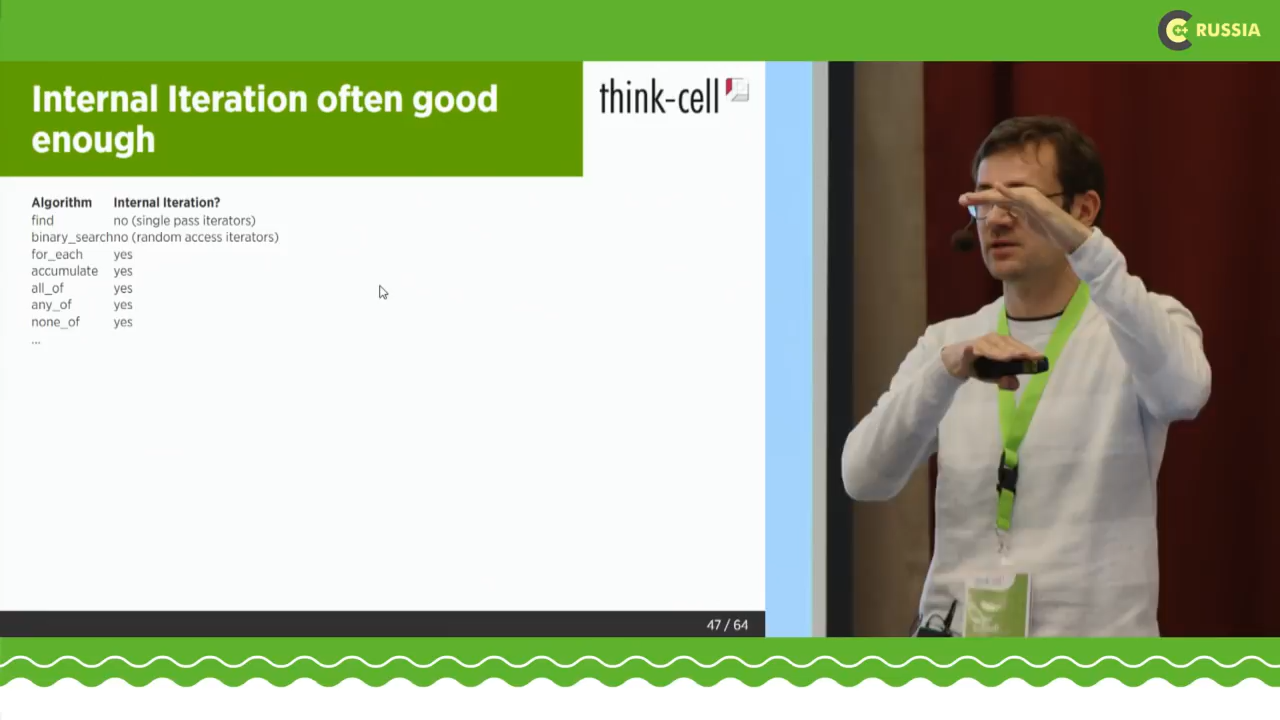 C++ RUSSIA
Internal Iteration often good
enough
think-cell
Algorithm Internal Iteration?
find no (single pass iterators)
binary_searchno (random access iterators)
for_each yes
accumulate yes
all_of yes
any_of yes
none_of yes
...
47 / 64